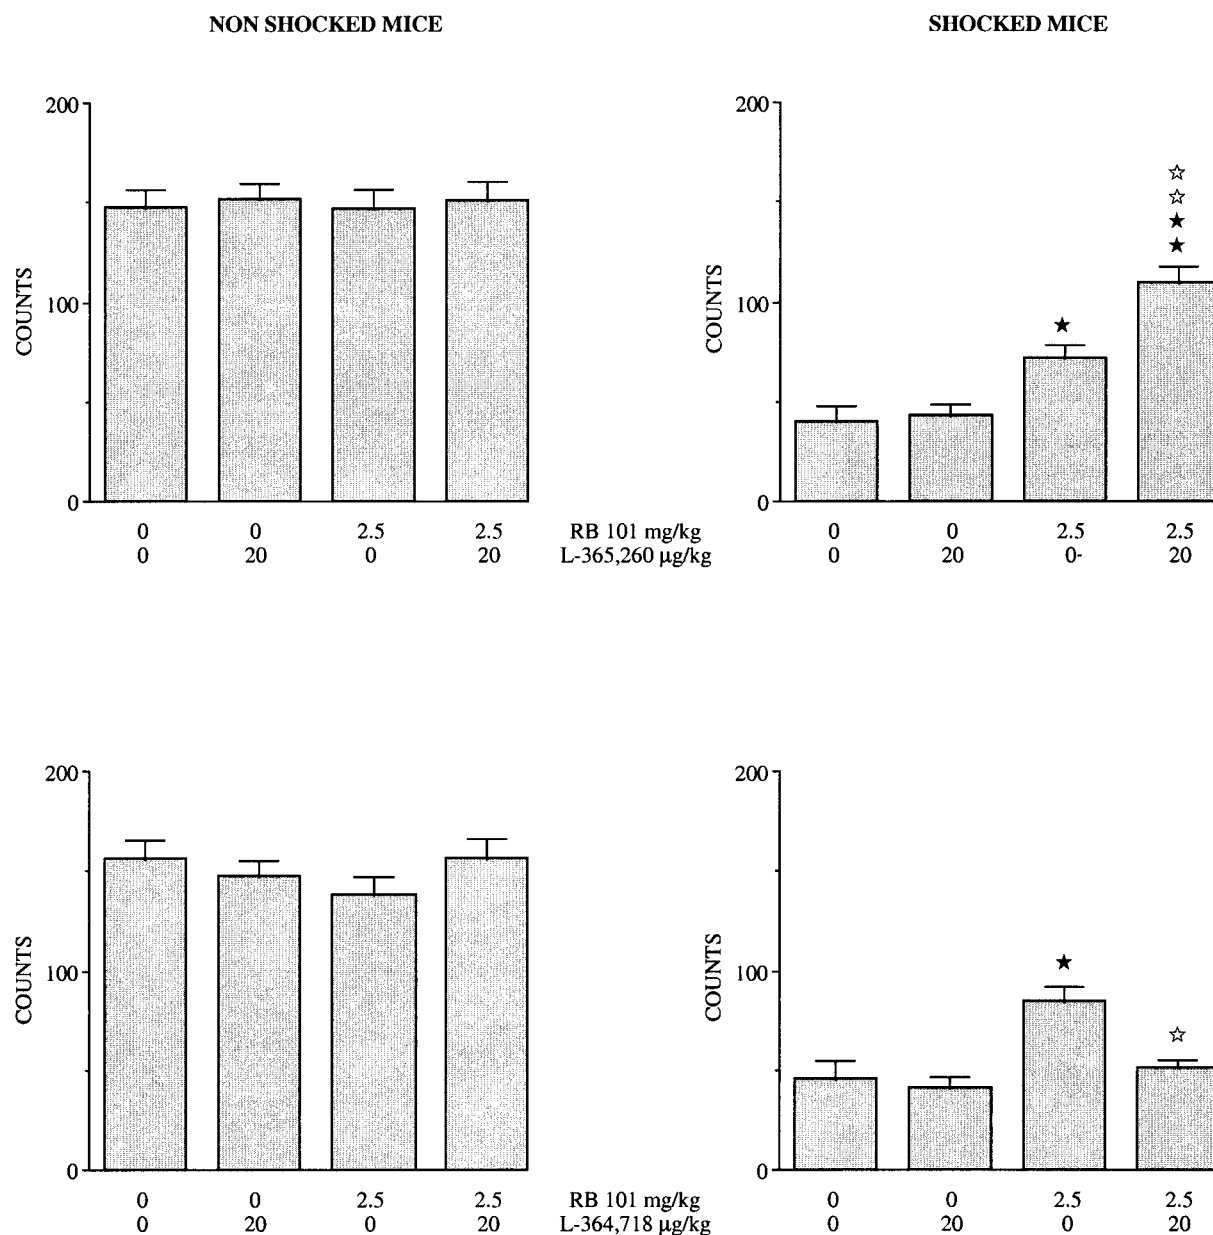 NON SHOCKED MICE
SHOCKED MICE
200
100
0
COUNTS
0 0 2.5 2.5 RB 101 mg/kg
0 20 0 20 L-365,260 µg/kg
200
100
0
COUNTS
0 0 2.5 2.5
0 20 0- 20
200
100
0
COUNTS
0 0 2.5 2.5 RB 101 mg/kg
0 20 0 20 L-364,718 µg/kg
200
100
0
COUNTS
0 0 2.5 2.5
0 20 0 20